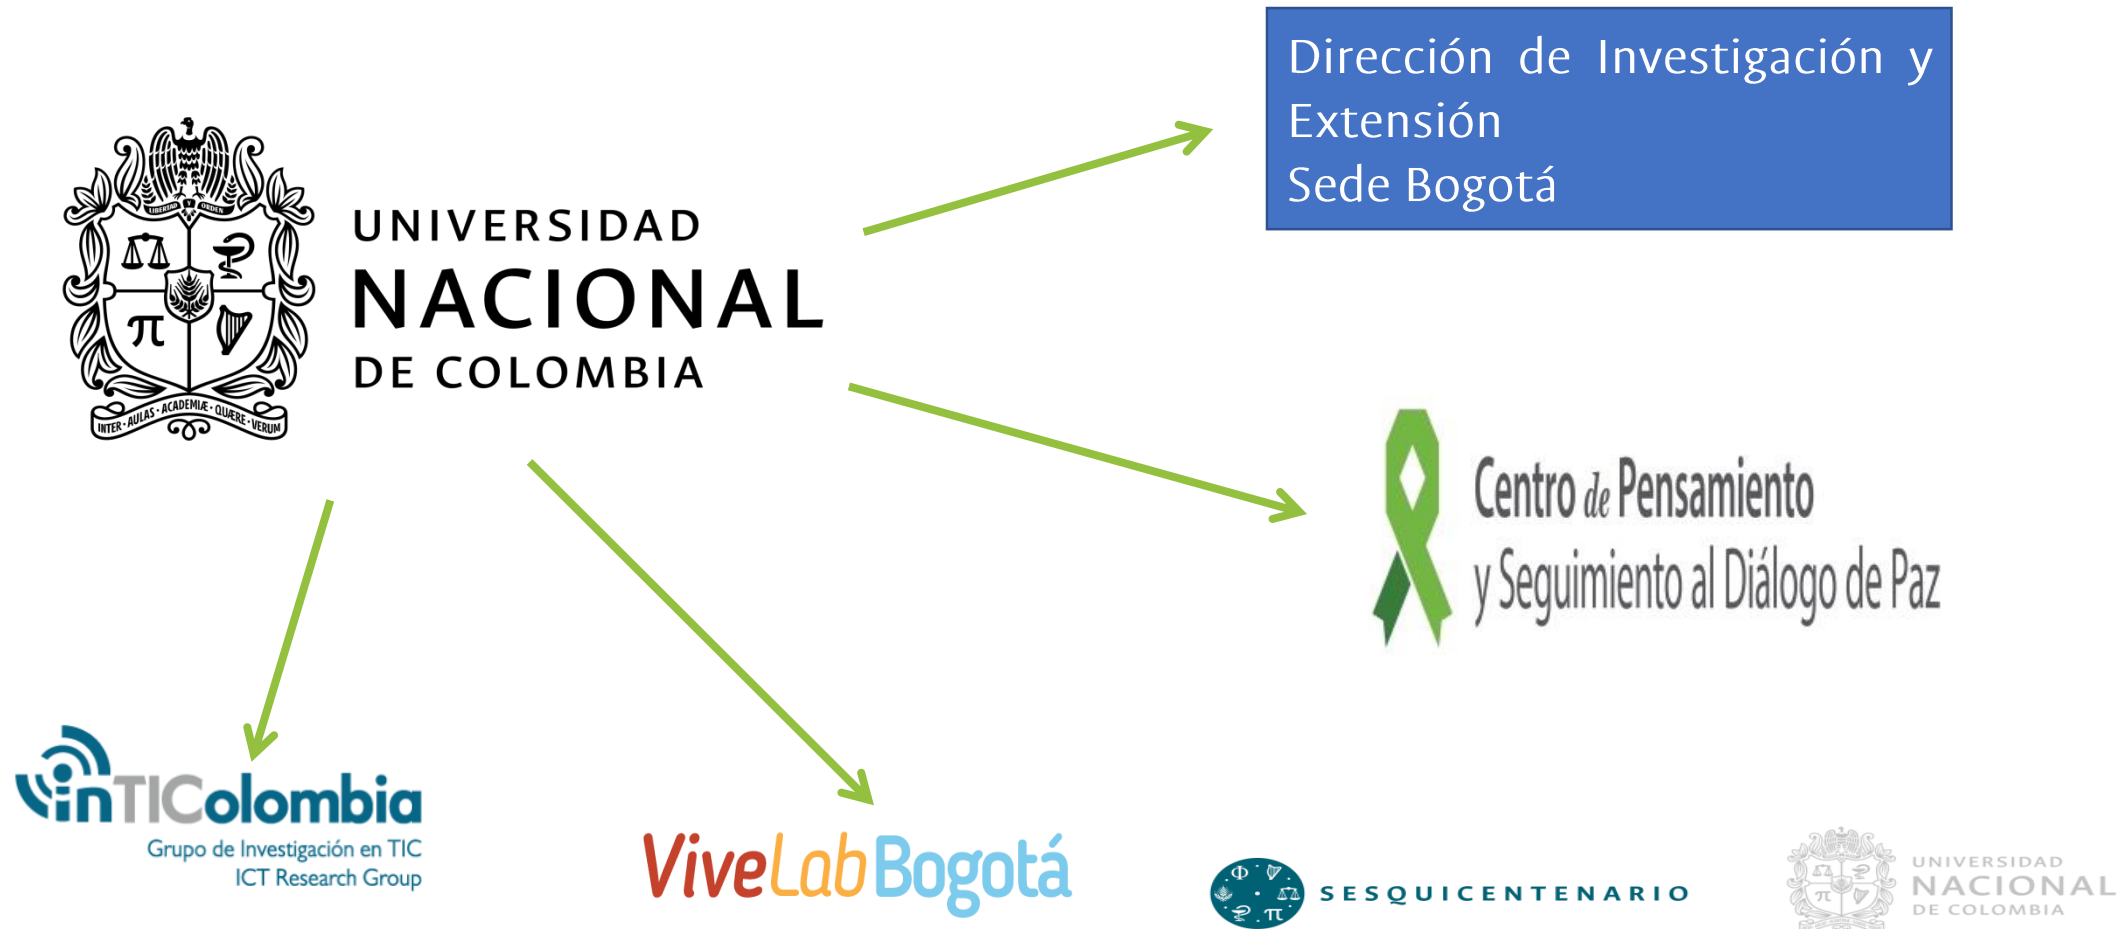 Dirección de Investigación y
Extensión
Sede Bogotá
LIBERTAD Y ORDEN
UNIVERSIDAD
NACIONAL
DE COLOMBIA
INTER · AULAS · ACADEMIÆ · QUÆRE · VERUM
Centro de Pensamiento
y Seguimiento al Diálogo de Paz
inTIColombia
Grupo de Investigación en TIC
ICT Research Group
ViveLabBogotá
Φ
π
SESQUICENTENARIO
π
UNIVERSIDAD
NACIONAL
DE COLOMBIA